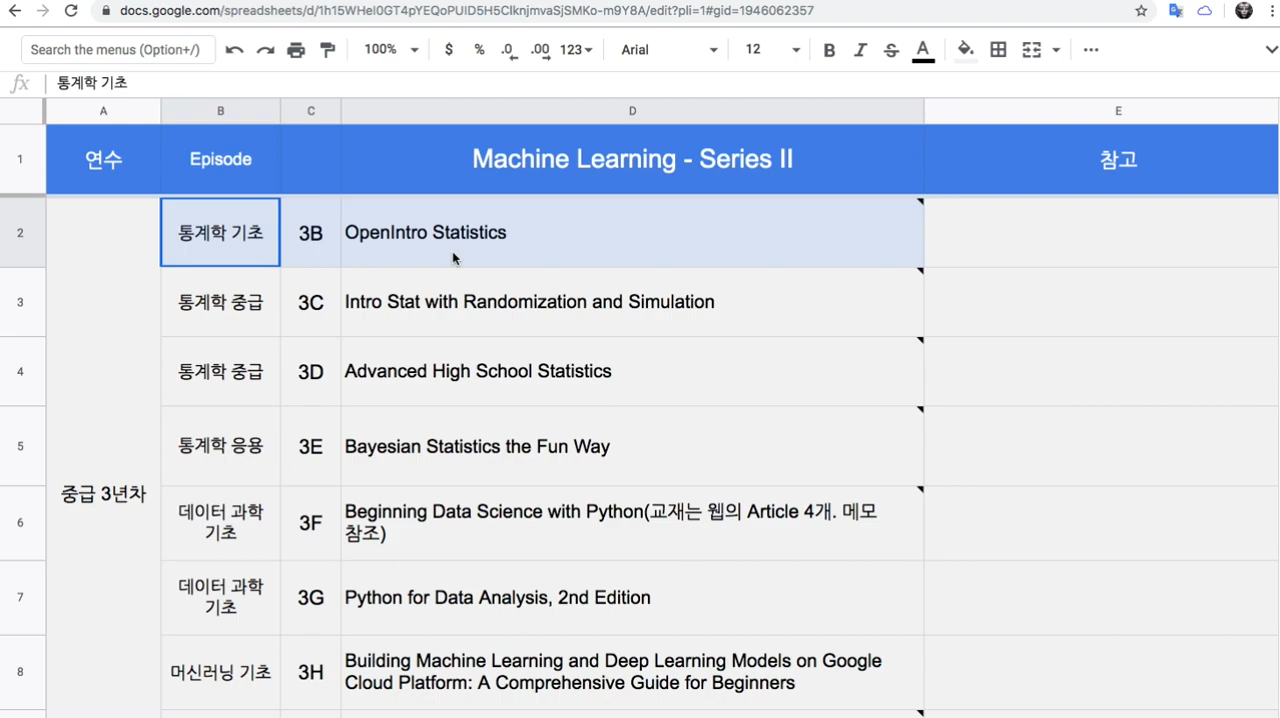 docs.google.com/spreadsheets/d/1h15WHel0GT4pYEQoPUID5H5CIknjmvaSjSMKo-m9Y8A/edit?pli=1#gid=1946062357
Search the menus (Option+/) 100% $ % .0 .00 123 Arial 12 B I S A
fx 통계학 기초
A B C D E
1 연수 Episode Machine Learning - Series II 참고
2 통계학 기초 3B OpenIntro Statistics
3 통계학 중급 3C Intro Stat with Randomization and Simulation
4 통계학 중급 3D Advanced High School Statistics
5 통계학 응용 3E Bayesian Statistics the Fun Way
중급 3년차
6 데이터 과학 기초 3F Beginning Data Science with Python(교재는 웹의 Article 4개. 메모
참조)
7 데이터 과학 기초 3G Python for Data Analysis, 2nd Edition
8 머신러닝 기초 3H Building Machine Learning and Deep Learning Models on Google
Cloud Platform: A Comprehensive Guide for Beginners